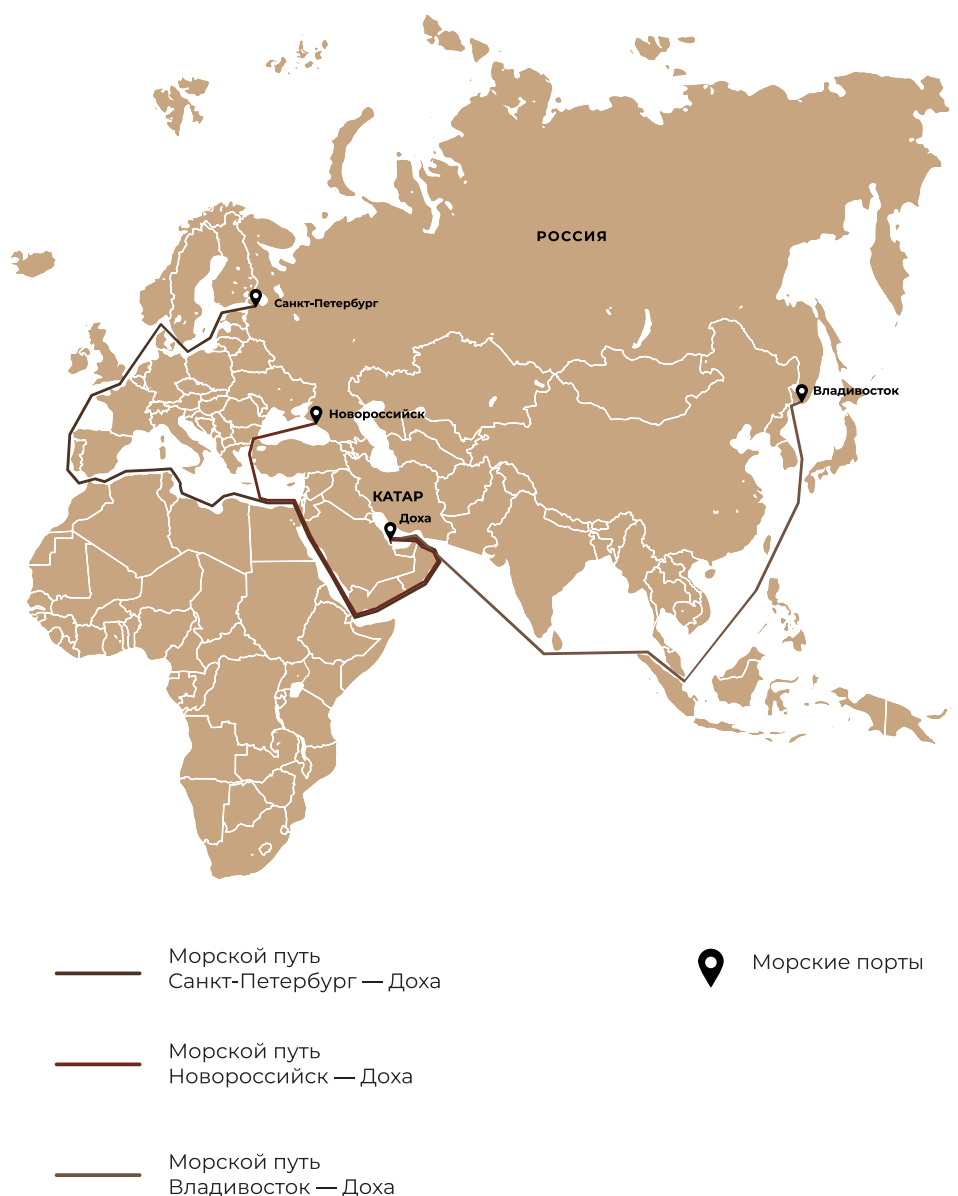 РОССИЯ
Санкт-Петербург
Владивосток
Новороссийск
КАТАР
Доха
Морской путь
Санкт-Петербург — Доха
Морские порты
Морской путь
Новороссийск — Доха
Морской путь
Владивосток — Доха